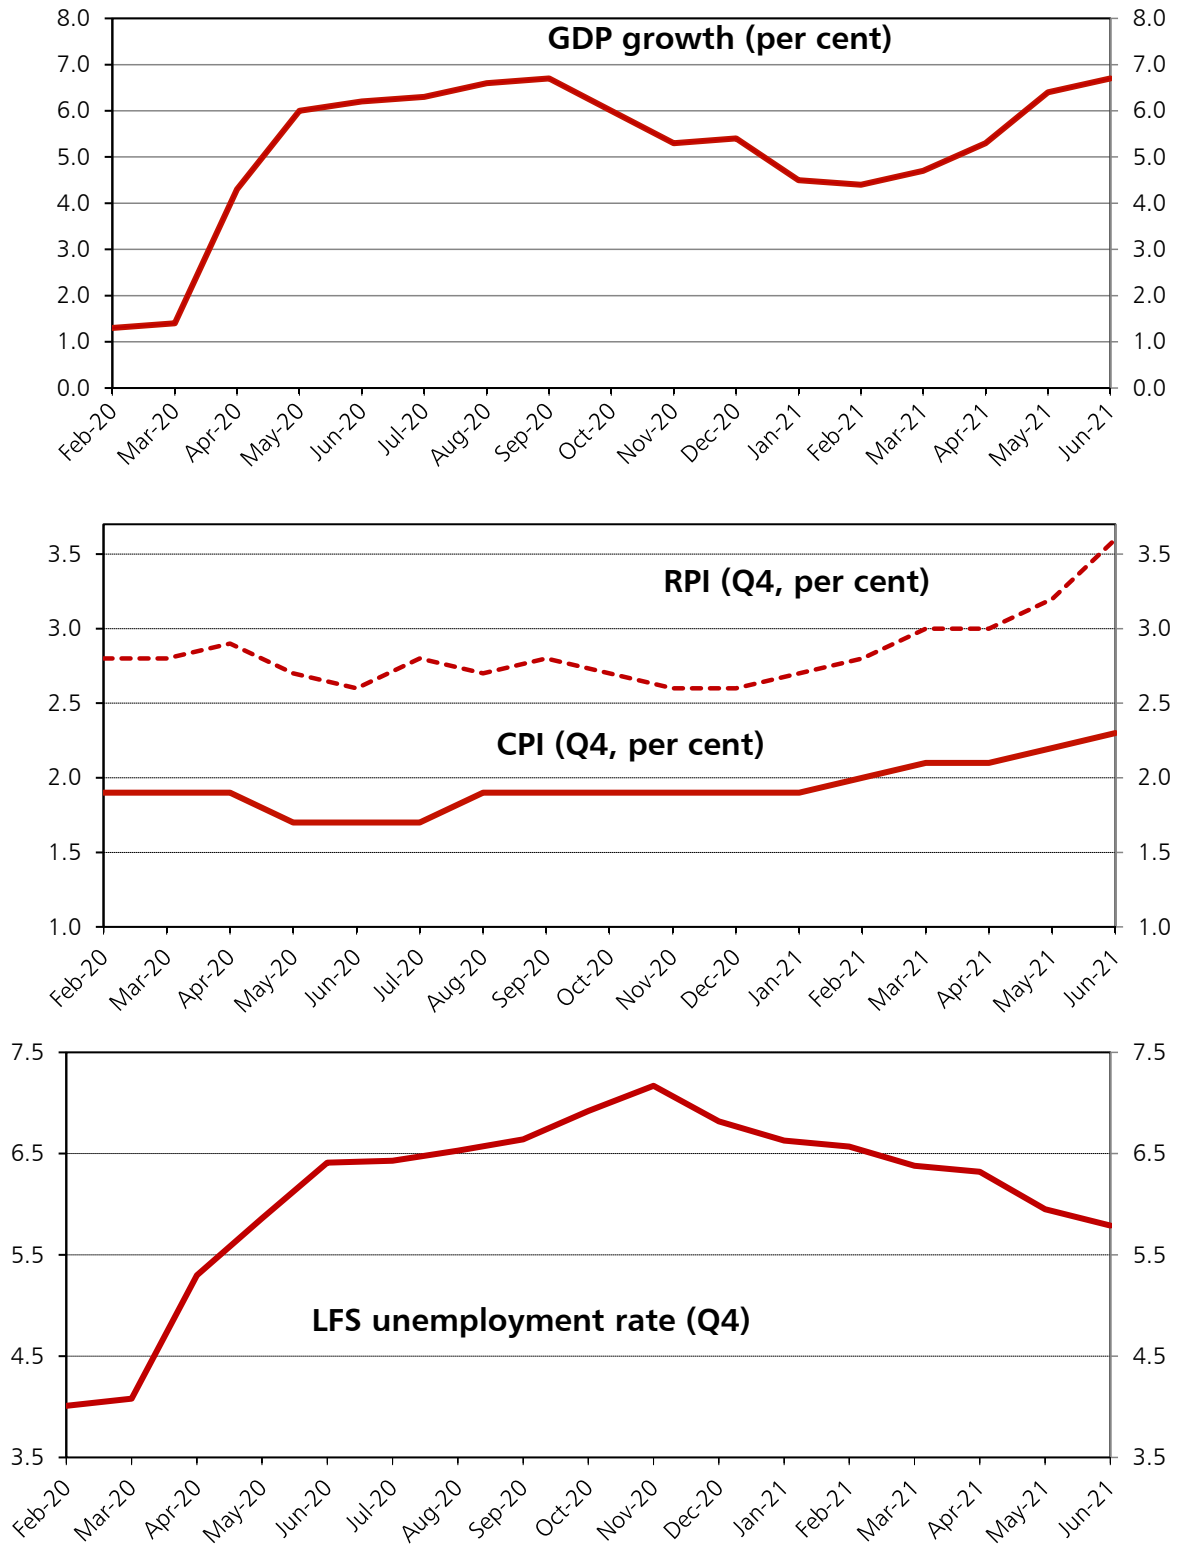 GDP growth (per cent)
8.0 8.0
7.0 7.0
6.0 6.0
5.0 5.0
4.0 4.0
3.0 3.0
2.0 2.0
1.0 1.0
0.0 0.0
Feb-20 Mar-20 Apr-20 May-20 Jun-20 Jul-20 Aug-20 Sep-20 Oct-20 Nov-20 Dec-20 Jan-21 Feb-21 Mar-21 Apr-21 May-21 Jun-21
3.5 3.5
RPI (Q4, per cent)
3.0 3.0
2.5 2.5
CPI (Q4, per cent)
2.0 2.0
1.5 1.5
1.0 1.0
Feb-20 Mar-20 Apr-20 May-20 Jun-20 Jul-20 Aug-20 Sep-20 Oct-20 Nov-20 Dec-20 Jan-21 Feb-21 Mar-21 Apr-21 May-21 Jun-21
7.5 7.5
6.5 6.5
5.5 5.5
LFS unemployment rate (Q4)
4.5 4.5
3.5 3.5
Feb-20 Mar-20 Apr-20 May-20 Jun-20 Jul-20 Aug-20 Sep-20 Oct-20 Nov-20 Dec-20 Jan-21 Feb-21 Mar-21 Apr-21 May-21 Jun-21